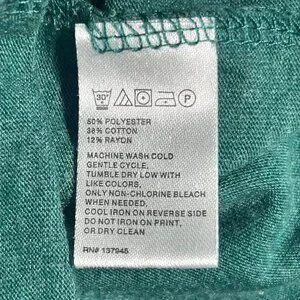 30° P
50% POLYESTER
38% COTTON
12% RAYON
MACHINE WASH COLD
GENTLE CYCLE,
TUMBLE DRY LOW WITH
LIKE COLORS,
ONLY NON-CHLORINE BLEACH
WHEN NEEDED,
COOL IRON ON REVERSE SIDE
DO NOT IRON ON PRINT.
OR DRY CLEAN
RN# 137945